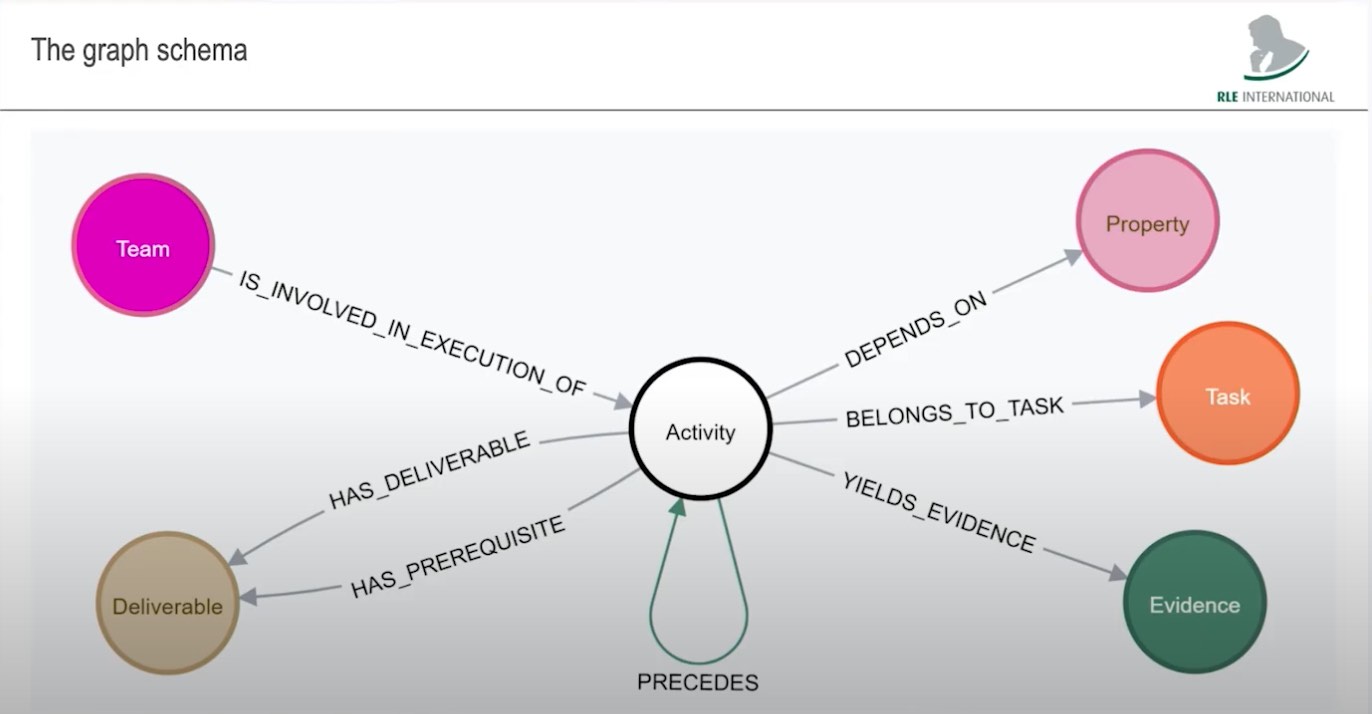 The graph schema
RLE INTERNATIONAL
Team
Property
IS_INVOLVED_IN_EXECUTION_OF
DEPENDS_ON
Task
BELONGS_TO_TASK
Activity
HAS_DELIVERABLE
YIELDS_EVIDENCE
HAS_PREREQUISITE
Deliverable
Evidence
PRECEDES